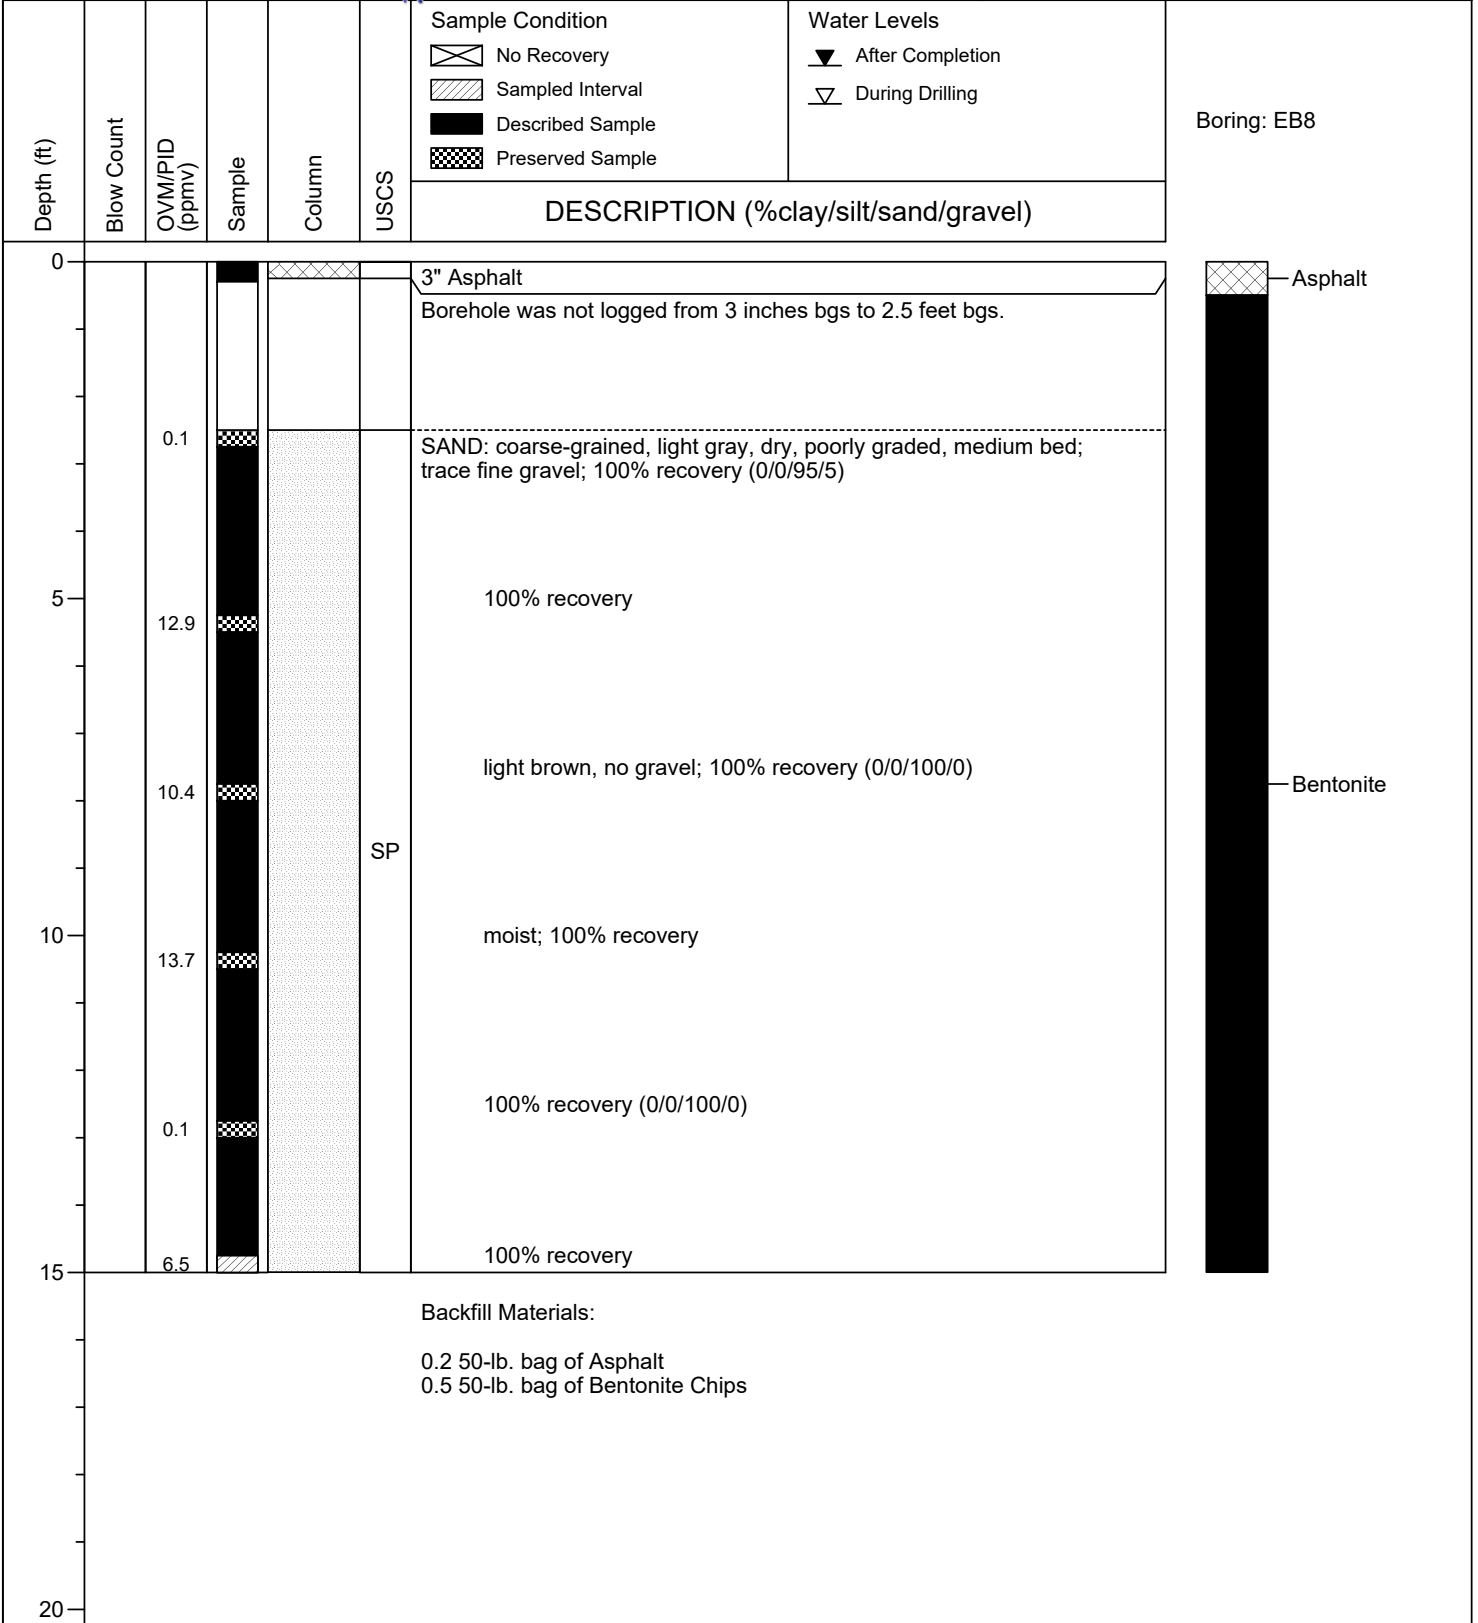 Sample Condition
No Recovery
Sampled Interval
Described Sample
Preserved Sample
Water Levels
After Completion
During Drilling
Boring: EB8
Depth (ft)
Blow Count
OVM/PID
(ppmv)
Sample
Column
USCS
DESCRIPTION (%clay/silt/sand/gravel)
0
3" Asphalt
Asphalt
Borehole was not logged from 3 inches bgs to 2.5 feet bgs.
0.1
SAND: coarse-grained, light gray, dry, poorly graded, medium bed;
trace fine gravel; 100% recovery (0/0/95/5)
5
100% recovery
12.9
light brown, no gravel; 100% recovery (0/0/100/0)
10.4
Bentonite
SP
10
moist; 100% recovery
13.7
100% recovery (0/0/100/0)
0.1
100% recovery
6.5
15
Backfill Materials:
0.2 50-lb. bag of Asphalt
0.5 50-lb. bag of Bentonite Chips
20